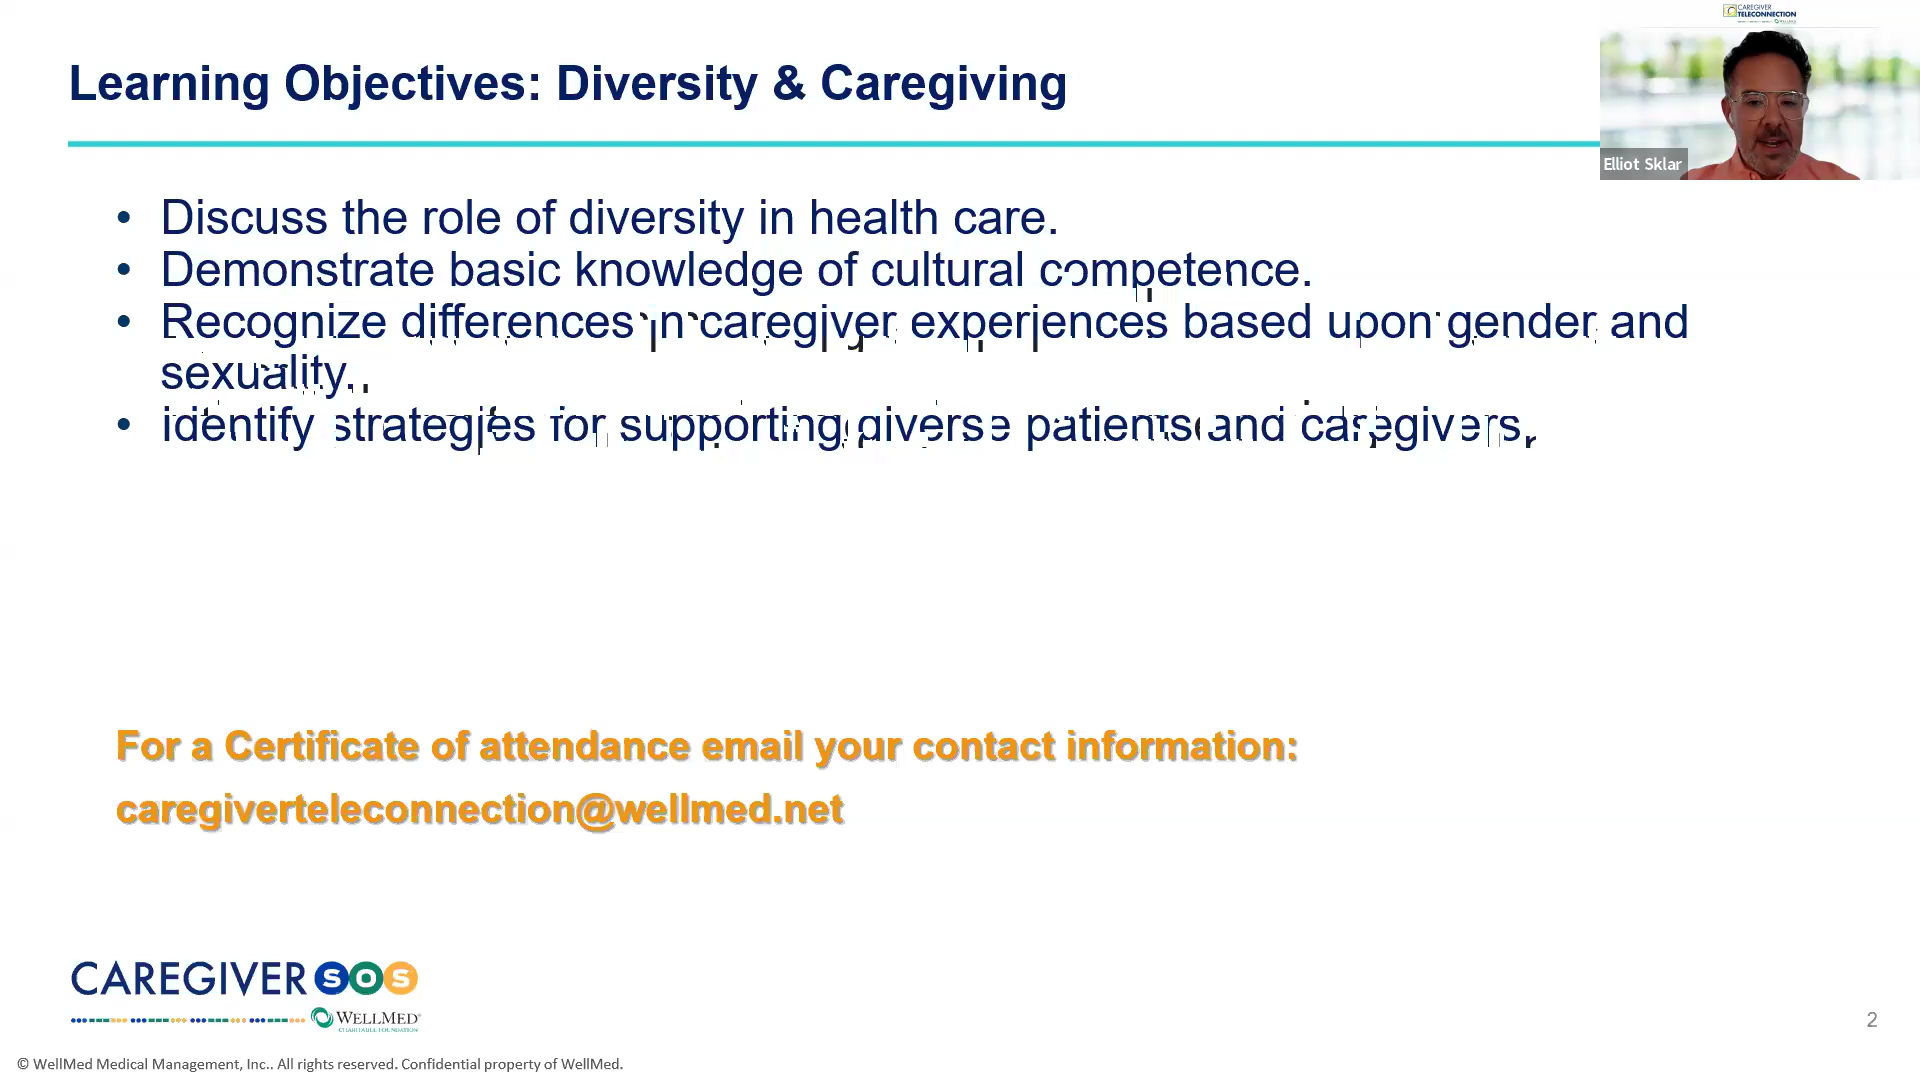 CAREGIVER
TELECONNECTION
Learning Objectives: Diversity & Caregiving
Elliot Sklar
• Discuss the role of diversity in health care.
• Demonstrate basic knowledge of cultural competence.
• Recognize differences in caregiver experiences based upon gender and
sexuality.
• identify strategies for supporting diverse patients and caregivers.
For a Certificate of attendance email your contact information:
caregiverteleconnection@wellmed.net
CAREGIVER SOS
WELLMED
CHARITABLE FOUNDATION
2
© WellMed Medical Management, Inc.. All rights reserved. Confidential property of WellMed.